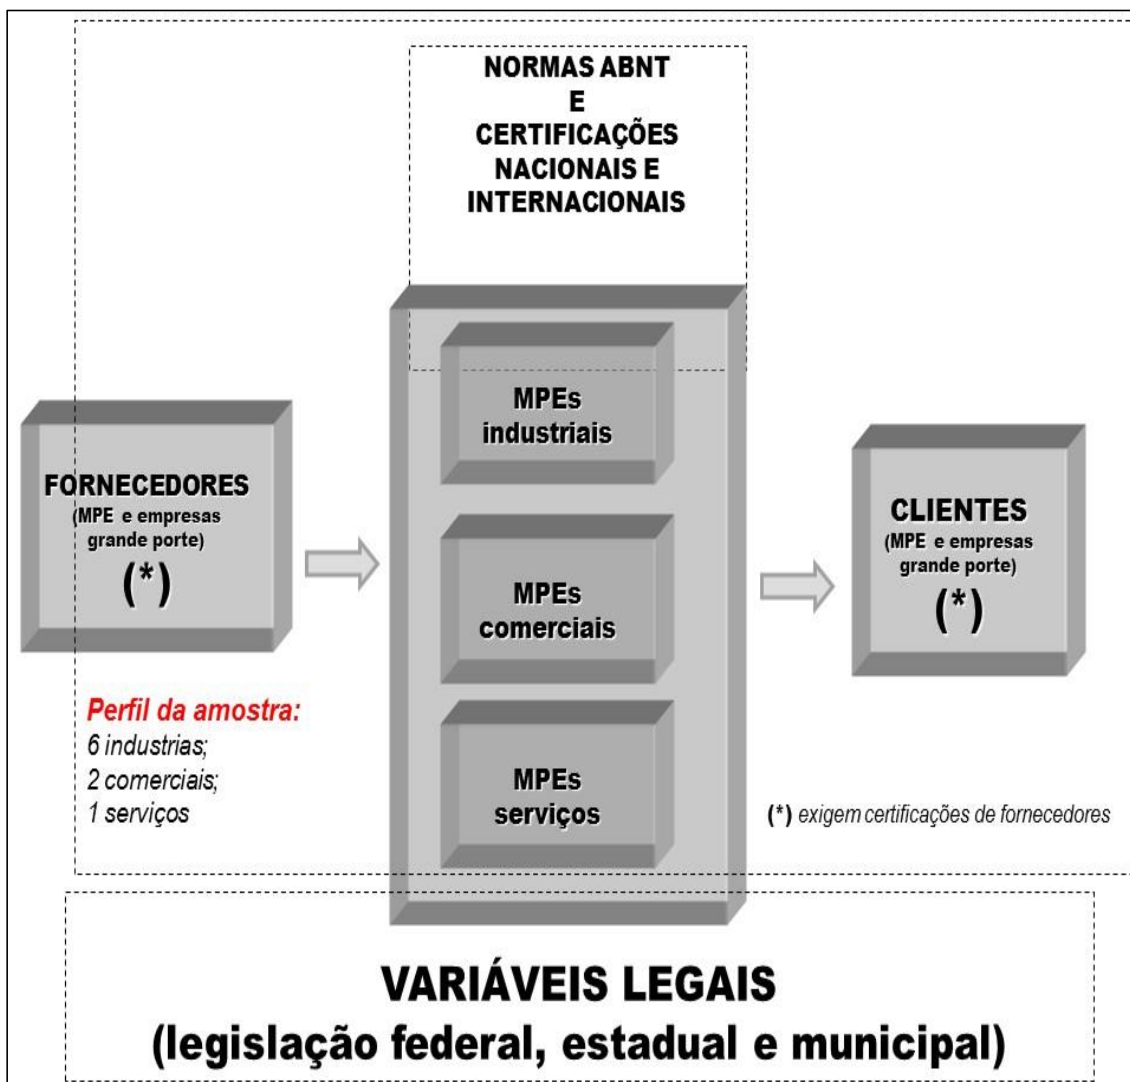 NORMAS ABNT
E
CERTIFICAÇÕES
NACIONAIS E
INTERNACIONAIS
MPEs
industriais
FORNECEDORES
(MPE e empresas
grande porte)
(*)
MPEs
comerciais
CLIENTES
(MPE e empresas
grande porte)
(*)
Perfil da amostra:
6 industrias;
2 comerciais;
1 serviços
MPEs
serviços
(*) exigem certificações de fornecedores
VARIÁVEIS LEGAIS
(legislação federal, estadual e municipal)